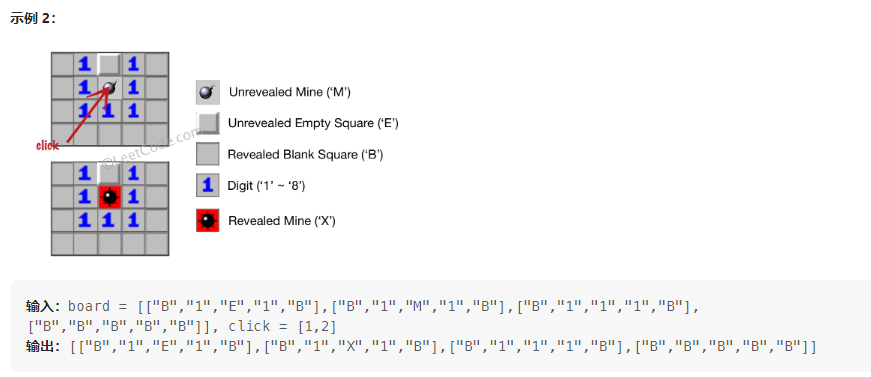 示例 2：
1 1
1 1
click
1 1 1
©LeetCode.com
1 1
1 1
1 1 1
Unrevealed Mine (‘M’)
Unrevealed Empty Square (‘E’)
Revealed Blank Square (‘B’)
1 Digit (‘1’ ~ ‘8’)
Revealed Mine (‘X’)
输入：board = [["B","1","E","1","B"],["B","1","M","1","B"],["B","1","1","1","B"],
["B","B","B","B","B"]], click = [1,2]
输出：[["B","1","E","1","B"],["B","1","X","1","B"],["B","1","1","1","B"],["B","B","B","B","B"]]